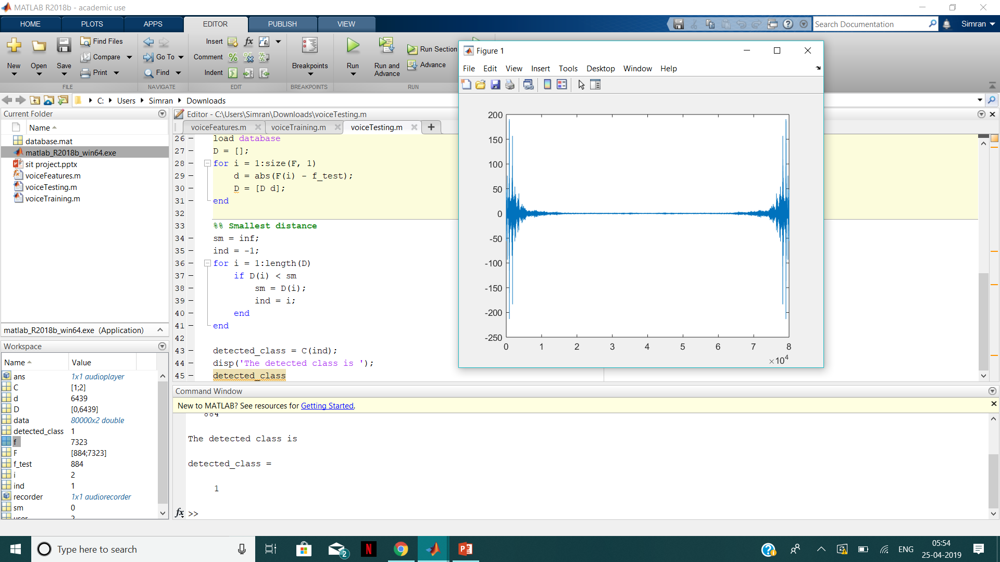 MATLAB R2018b - academic use
HOME PLOTS APPS EDITOR PUBLISH VIEW
Search Documentation
Simran
New Open Save
Find Files
Compare
Print
FILE
Go To
Find
NAVIGATE
Insert
Comment
Indent
EDIT
Breakpoints
BREAKPOINTS
Run
Run and Advance
Run Section
Advance
RUN
C: Users Simran Downloads
Current Folder
Name
database.mat
matlab_R2018b_win64.exe
sit project.pptx
voiceFeatures.m
voiceTesting.m
voiceTraining.m
matlab_R2018b_win64.exe (Application)
Workspace
Name Value
ans 1x1 audioplayer
C [1;2]
d 6439
D [0,6439]
data 80000x2 double
detected_class 1
f 7323
F [884;7323]
f_test 884
i 2
ind 1
recorder 1x1 audiorecorder
sm 0
Editor - C:\Users\Simran\Downloads\voiceTesting.m
voiceFeatures.m voiceTraining.m voiceTesting.m
26 load database
27 D = [];
28 for i = 1:size(F, 1)
29 d = abs(F(i) - f_test);
30 D = [D d];
31 end
32
33 %% Smallest distance
34 sm = inf;
35 ind = -1;
36 for i = 1:length(D)
37 if D(i) < sm
38 sm = D(i);
39 ind = i;
40 end
41 end
42
43 detected_class = C(ind);
44 disp('The detected class is ');
45 detected_class
Figure 1
File Edit View Insert Tools Desktop Window Help
200
150
100
50
0
-50
-100
-150
-200
-250
0 1 2 3 4 5 6 7 8
×10⁴
Command Window
New to MATLAB? See resources for Getting Started.
884
The detected class is
detected_class =
1
fx >>
Type here to search
2
ENG
05:54
25-04-2019